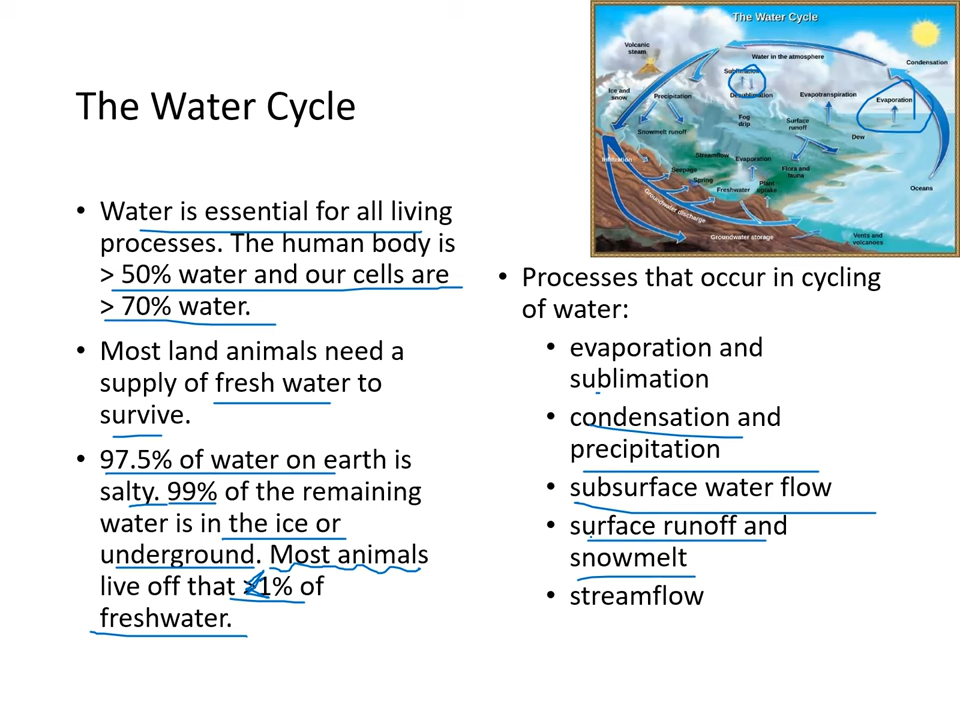 The Water Cycle
• Water is essential for all living
processes. The human body is
> 50% water and our cells are
> 70% water.
• Most land animals need a
supply of fresh water to
survive.
• 97.5% of water on earth is
salty. 99% of the remaining
water is in the ice or
underground. Most animals
live off that <1% of
freshwater.
The Water Cycle
Volcanic
steam
Water in the atmosphere
Condensation
Sublimation
Ice and
snow
Precipitation
Desublimation
Evapotranspiration
Evaporation
Fog
drip
Surface
runoff
Snowmelt runoff
Dew
Infiltration
Streamflow
Evaporation
Seepage
Flora and
fauna
Spring
Freshwater
Plant
uptake
Oceans
Groundwater discharge
Groundwater storage
Vents and
volcanoes
• Processes that occur in cycling
of water:
• evaporation and
sublimation
• condensation and
precipitation
• subsurface water flow
• surface runoff and
snowmelt
• streamflow